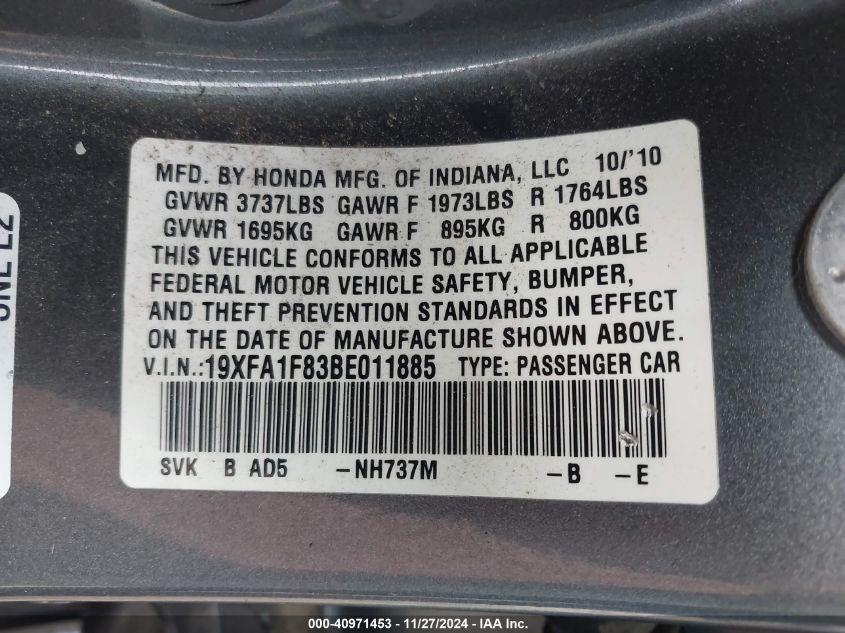 MFD. BY HONDA MFG. OF INDIANA, LLC 10/'10
GVWR 3737LBS GAWR F 1973LBS R 1764LBS
GVWR 1695KG GAWR F 895KG R 800KG
THIS VEHICLE CONFORMS TO ALL APPLICABLE
FEDERAL MOTOR VEHICLE SAFETY, BUMPER,
AND THEFT PREVENTION STANDARDS IN EFFECT
ON THE DATE OF MANUFACTURE SHOWN ABOVE.
V.I.N.:19XFA1F83BE011885 TYPE: PASSENGER CAR
SVK B AD5 -NH737M -B -E
000-40971453 - 11/27/2024 - IAAI Inc.